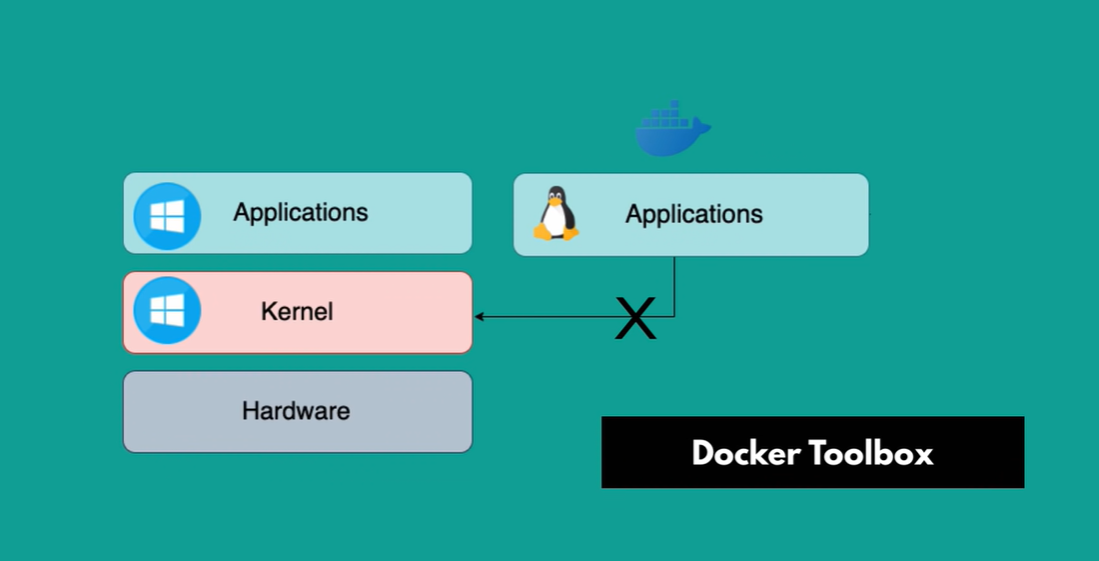 Applications
Applications
Kernel
X
Hardware
Docker Toolbox